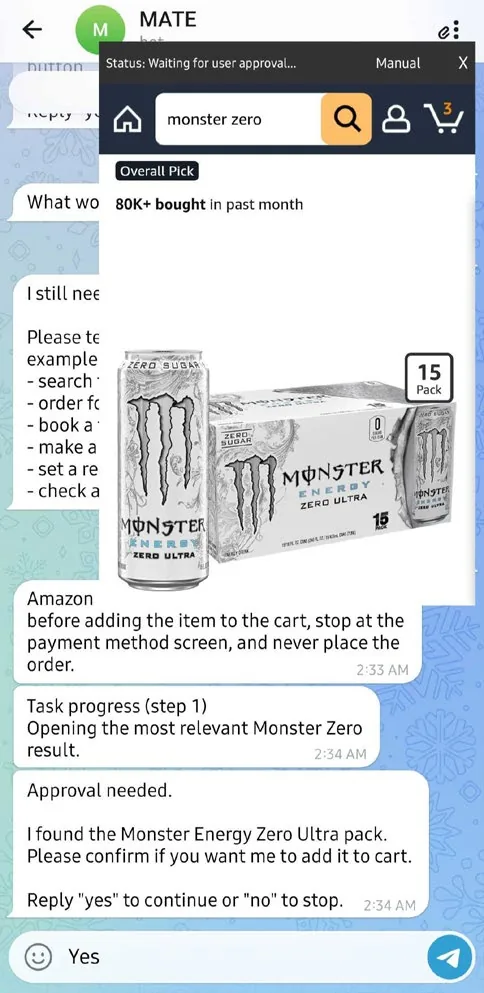 MATE
bot
Status: Waiting for user approval...
Manual
X
button
monster zero
3
Overall Pick
80K+ bought in past month
What wo
I still nee
Please te
example
- search
- order fo
- book a
- make a
- set a re
- check a
15
Pack
ZERO SUGAR
MONSTER
ENERGY
ZERO ULTRA
ZERO
SUGAR
MONSTER
ENERGY
ZERO ULTRA
15
PACK
Amazon
before adding the item to the cart, stop at the
payment method screen, and never place the
order.
2:33 AM
Task progress (step 1)
Opening the most relevant Monster Zero
result.
2:34 AM
Approval needed.
I found the Monster Energy Zero Ultra pack.
Please confirm if you want me to add it to cart.
Reply "yes" to continue or "no" to stop.
2:34 AM
Yes